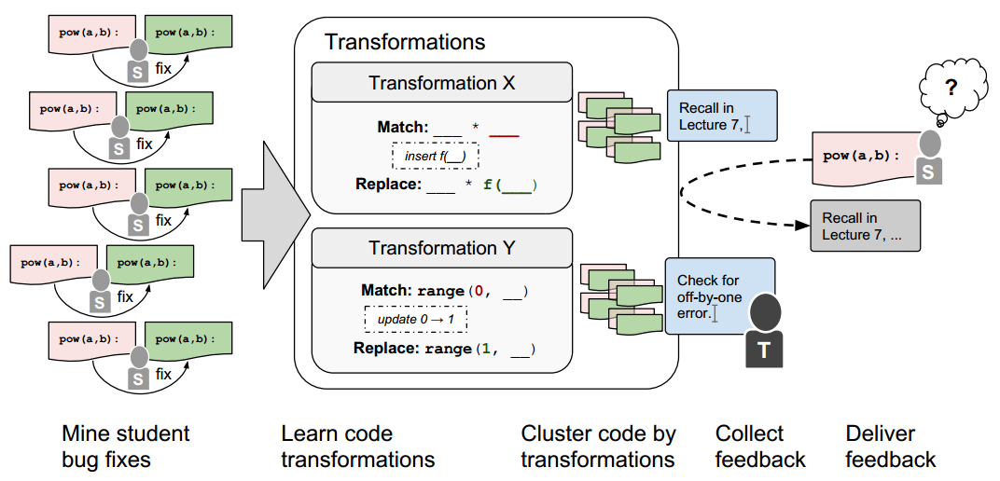 pow(a,b):
pow(a,b):
S
fix
pow(a,b):
pow(a,b):
S
fix
pow(a,b):
pow(a,b):
S
fix
pow(a,b):
pow(a,b):
S
fix
pow(a,b):
pow(a,b):
S
fix
Transformations
Transformation X
Match: ___ * ___
insert f(__)
Replace: ___ * f(___)
Transformation Y
Match: range(0, __)
update 0 → 1
Replace: range(1, __)
Recall in
Lecture 7,
Check for
off-by-one
error.
T
?
pow(a,b):
S
Recall in
Lecture 7, ...
Mine student
bug fixes
Learn code
transformations
Cluster code by
transformations
Collect
feedback
Deliver
feedback